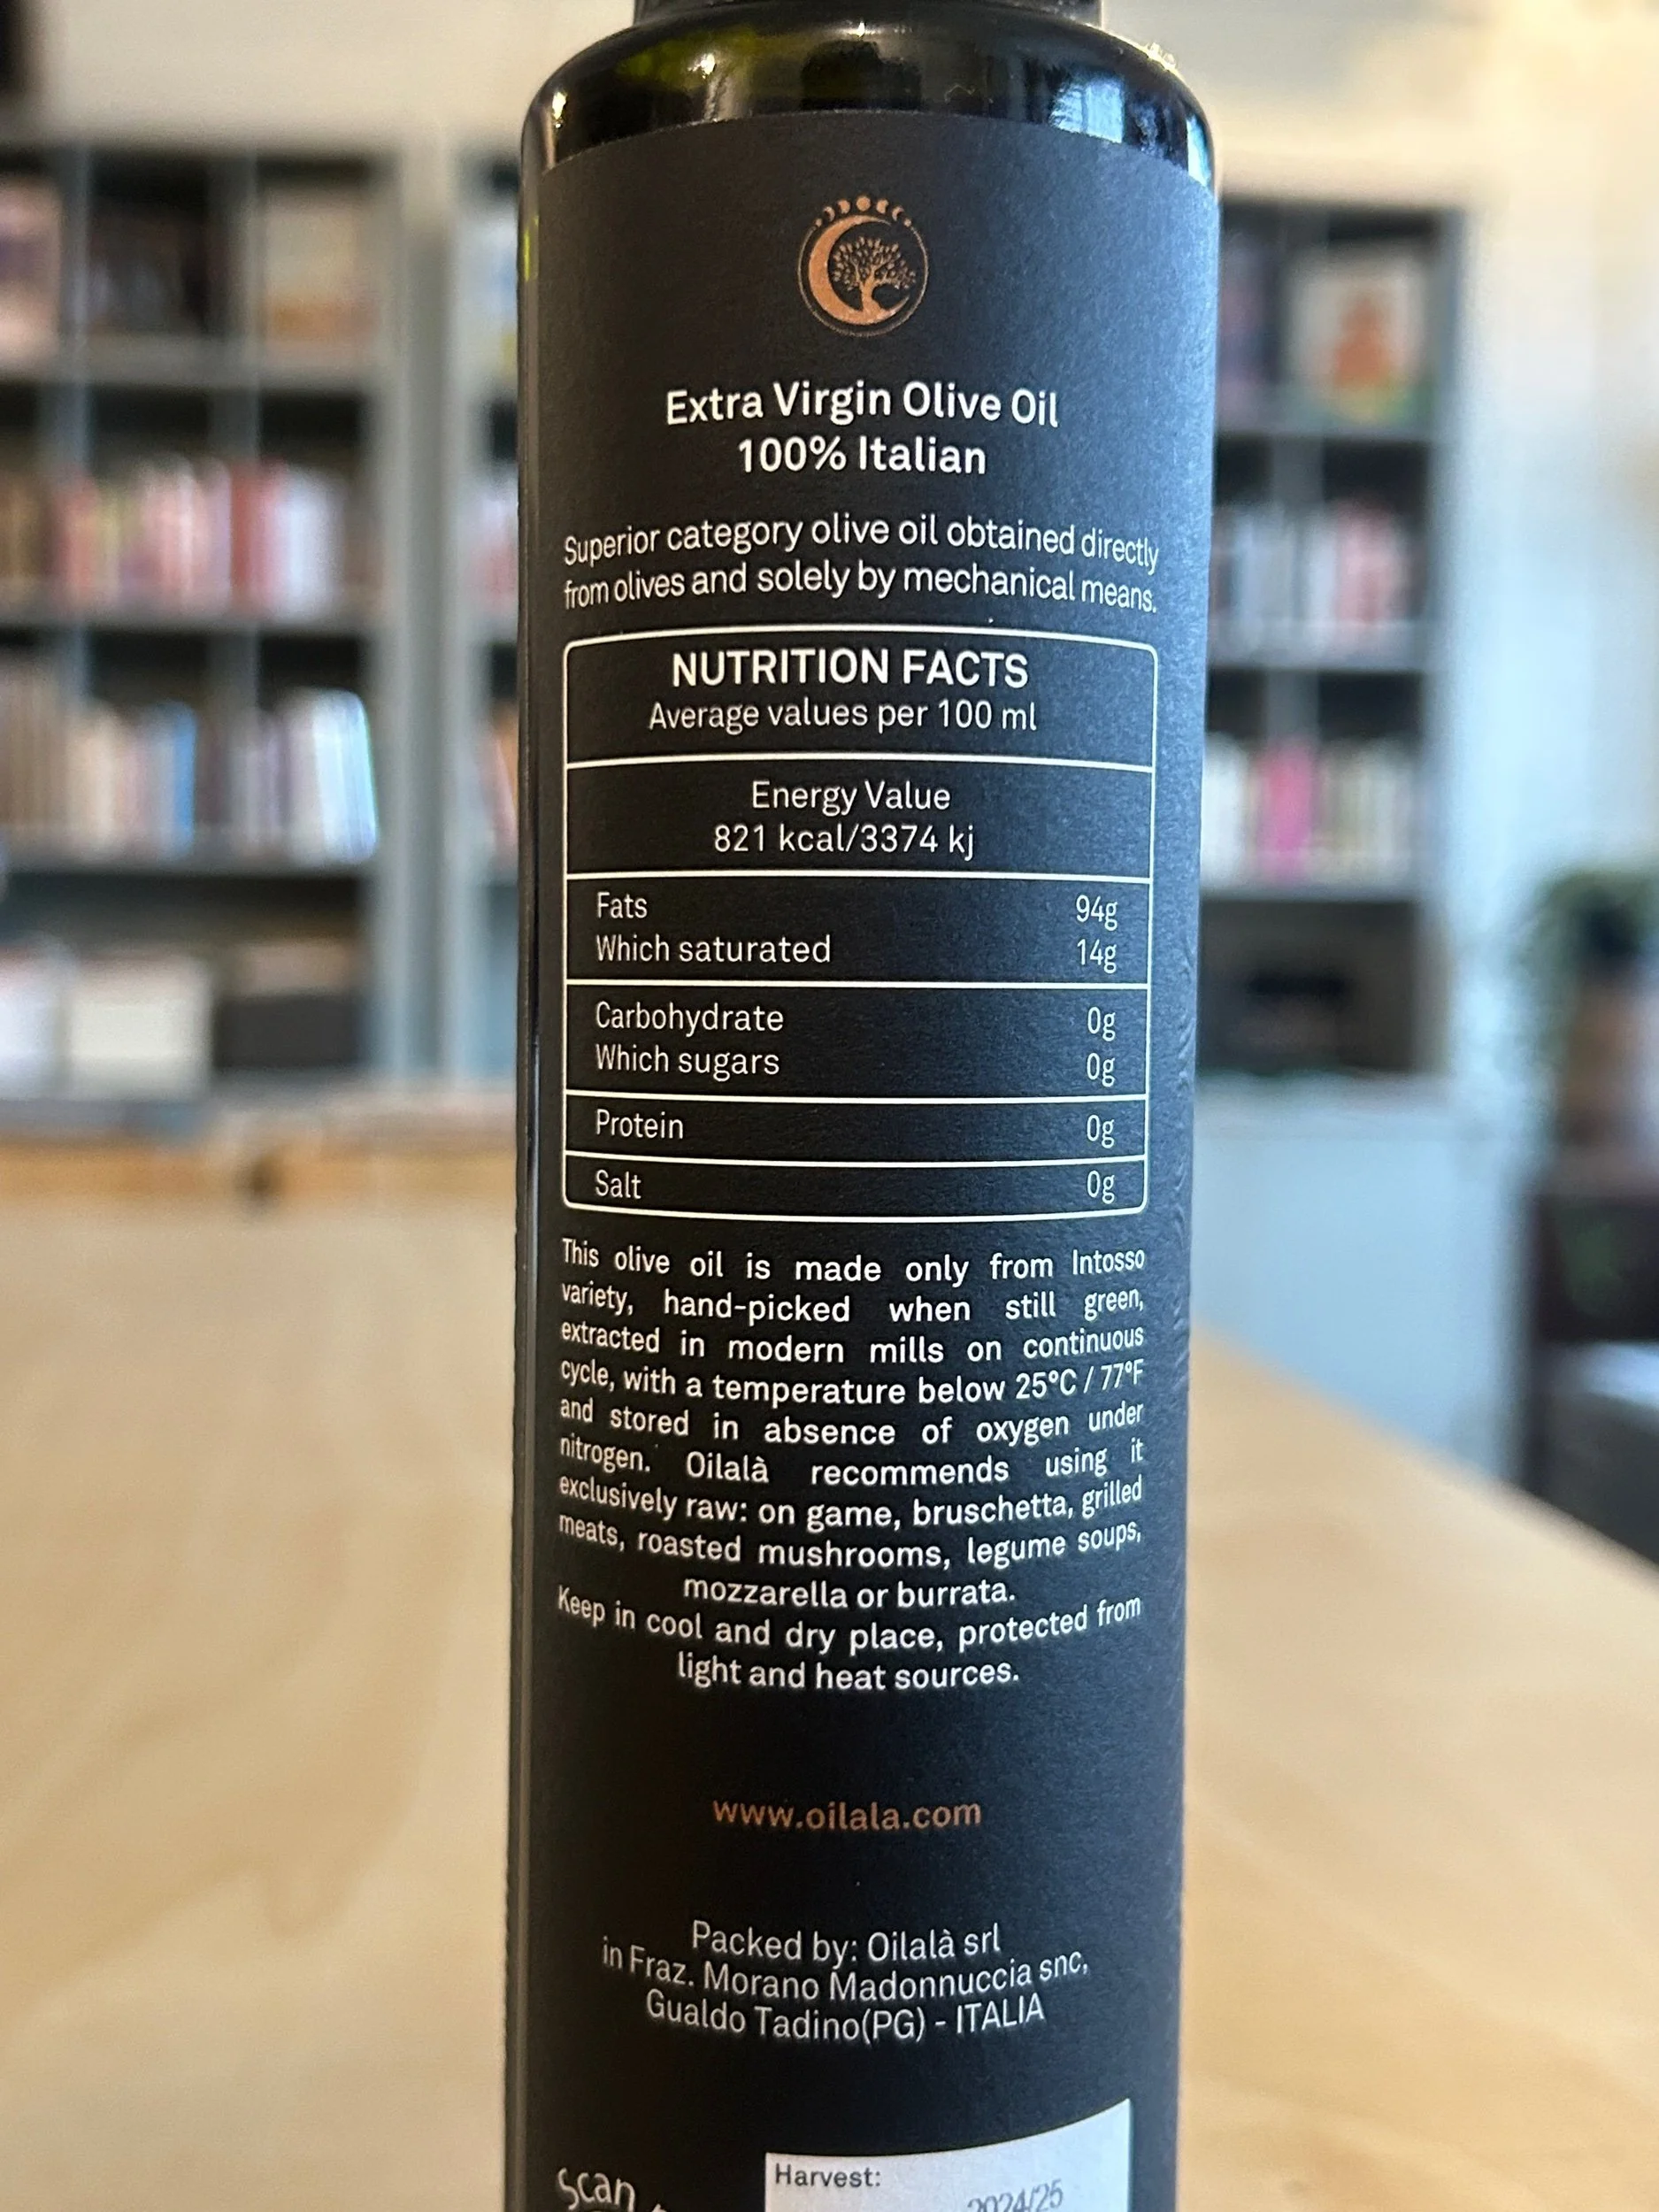 Extra Virgin Olive Oil
100% Italian
Superior category olive oil obtained directly
from olives and solely by mechanical means.
NUTRITION FACTS
Average values per 100 ml
Energy Value
821 kcal/3374 kj
Fats 94g
Which saturated 14g
Carbohydrate 0g
Which sugars 0g
Protein 0g
Salt 0g
This olive oil is made only from Intosso
variety, hand-picked when still green,
extracted in modern mills on continuous
cycle, with a temperature below 25°C / 77°F
and stored in absence of oxygen under
nitrogen. Oilalà recommends using it
exclusively raw: on game, bruschetta, grilled
meats, roasted mushrooms, legume soups,
mozzarella or burrata.
Keep in cool and dry place, protected from
light and heat sources.
www.oilala.com
Packed by: Oilalà srl
in Fraz. Morano Madonnuccia snc,
Gualdo Tadino(PG) - ITALIA
Scan
Harvest:
2024/25